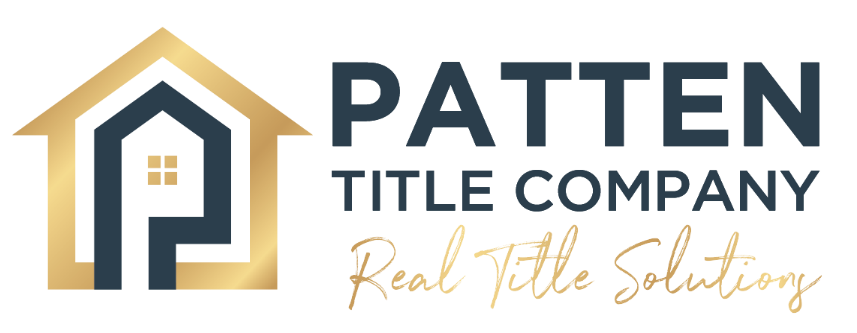 PATTEN
TITLE COMPANY
Real Title Solutions